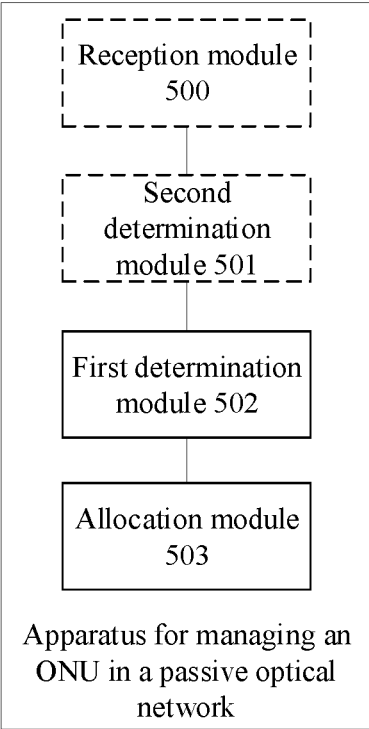 Reception module
500
Second
determination
module 501
First determination
module 502
Allocation module
503
Apparatus for managing an
ONU in a passive optical
network